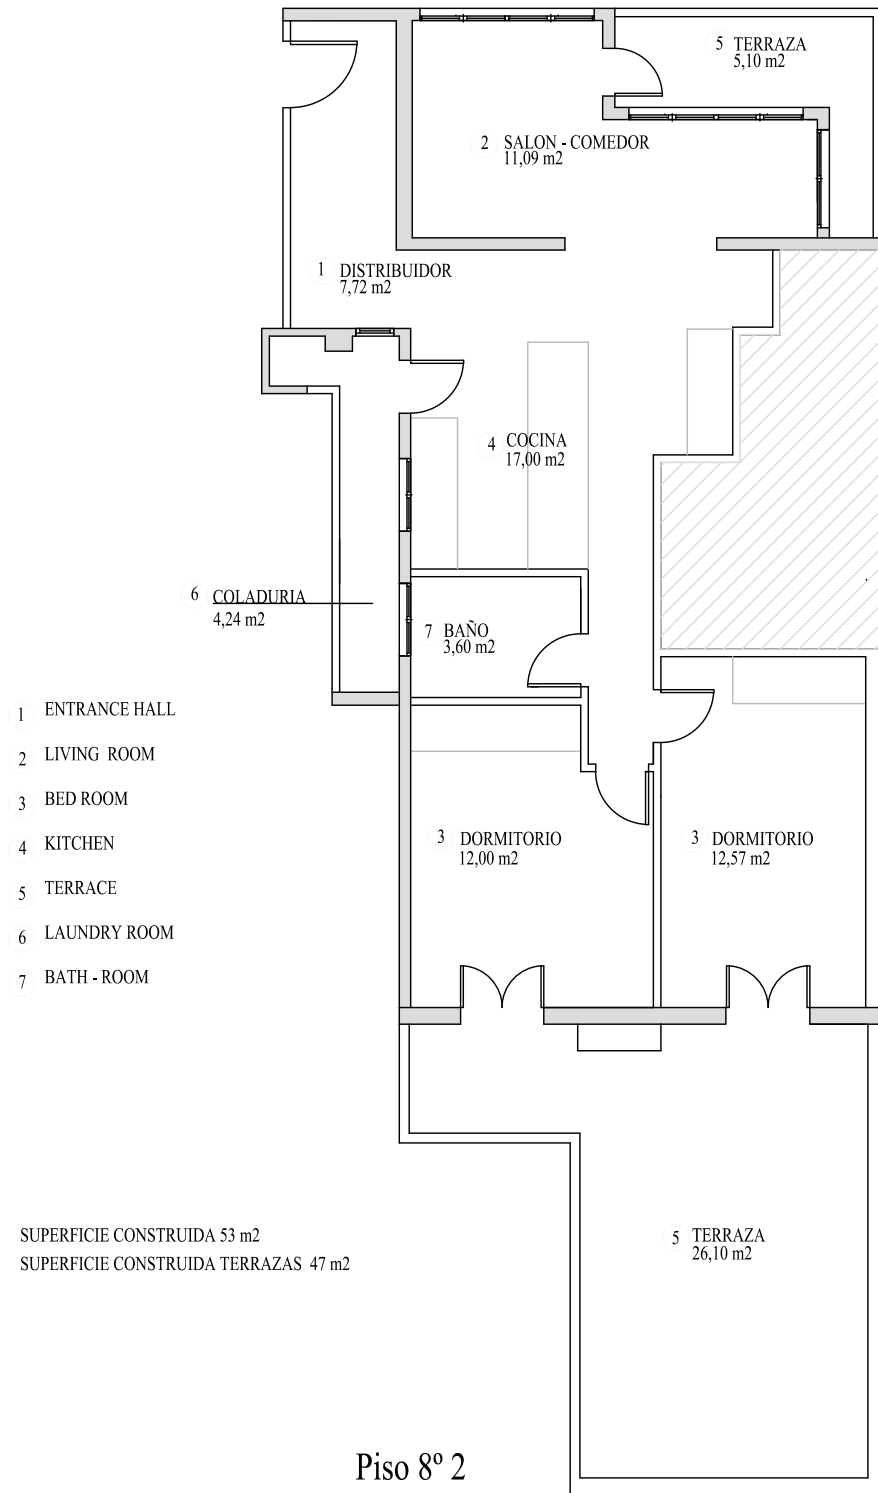 5 TERRAZA
5,10 m2
2 SALON - COMEDOR
11,09 m2
1 DISTRIBUIDOR
7,72 m2
4 COCINA
17,00 m2
6 COLADURIA
4,24 m2
7 BAÑO
3,60 m2
1 ENTRANCE HALL
2 LIVING ROOM
3 BED ROOM
4 KITCHEN
5 TERRACE
6 LAUNDRY ROOM
7 BATH - ROOM
3 DORMITORIO
12,00 m2
3 DORMITORIO
12,57 m2
SUPERFICIE CONSTRUIDA 53 m2
SUPERFICIE CONSTRUIDA TERRAZAS 47 m2
5 TERRAZA
26,10 m2
Piso 8º 2